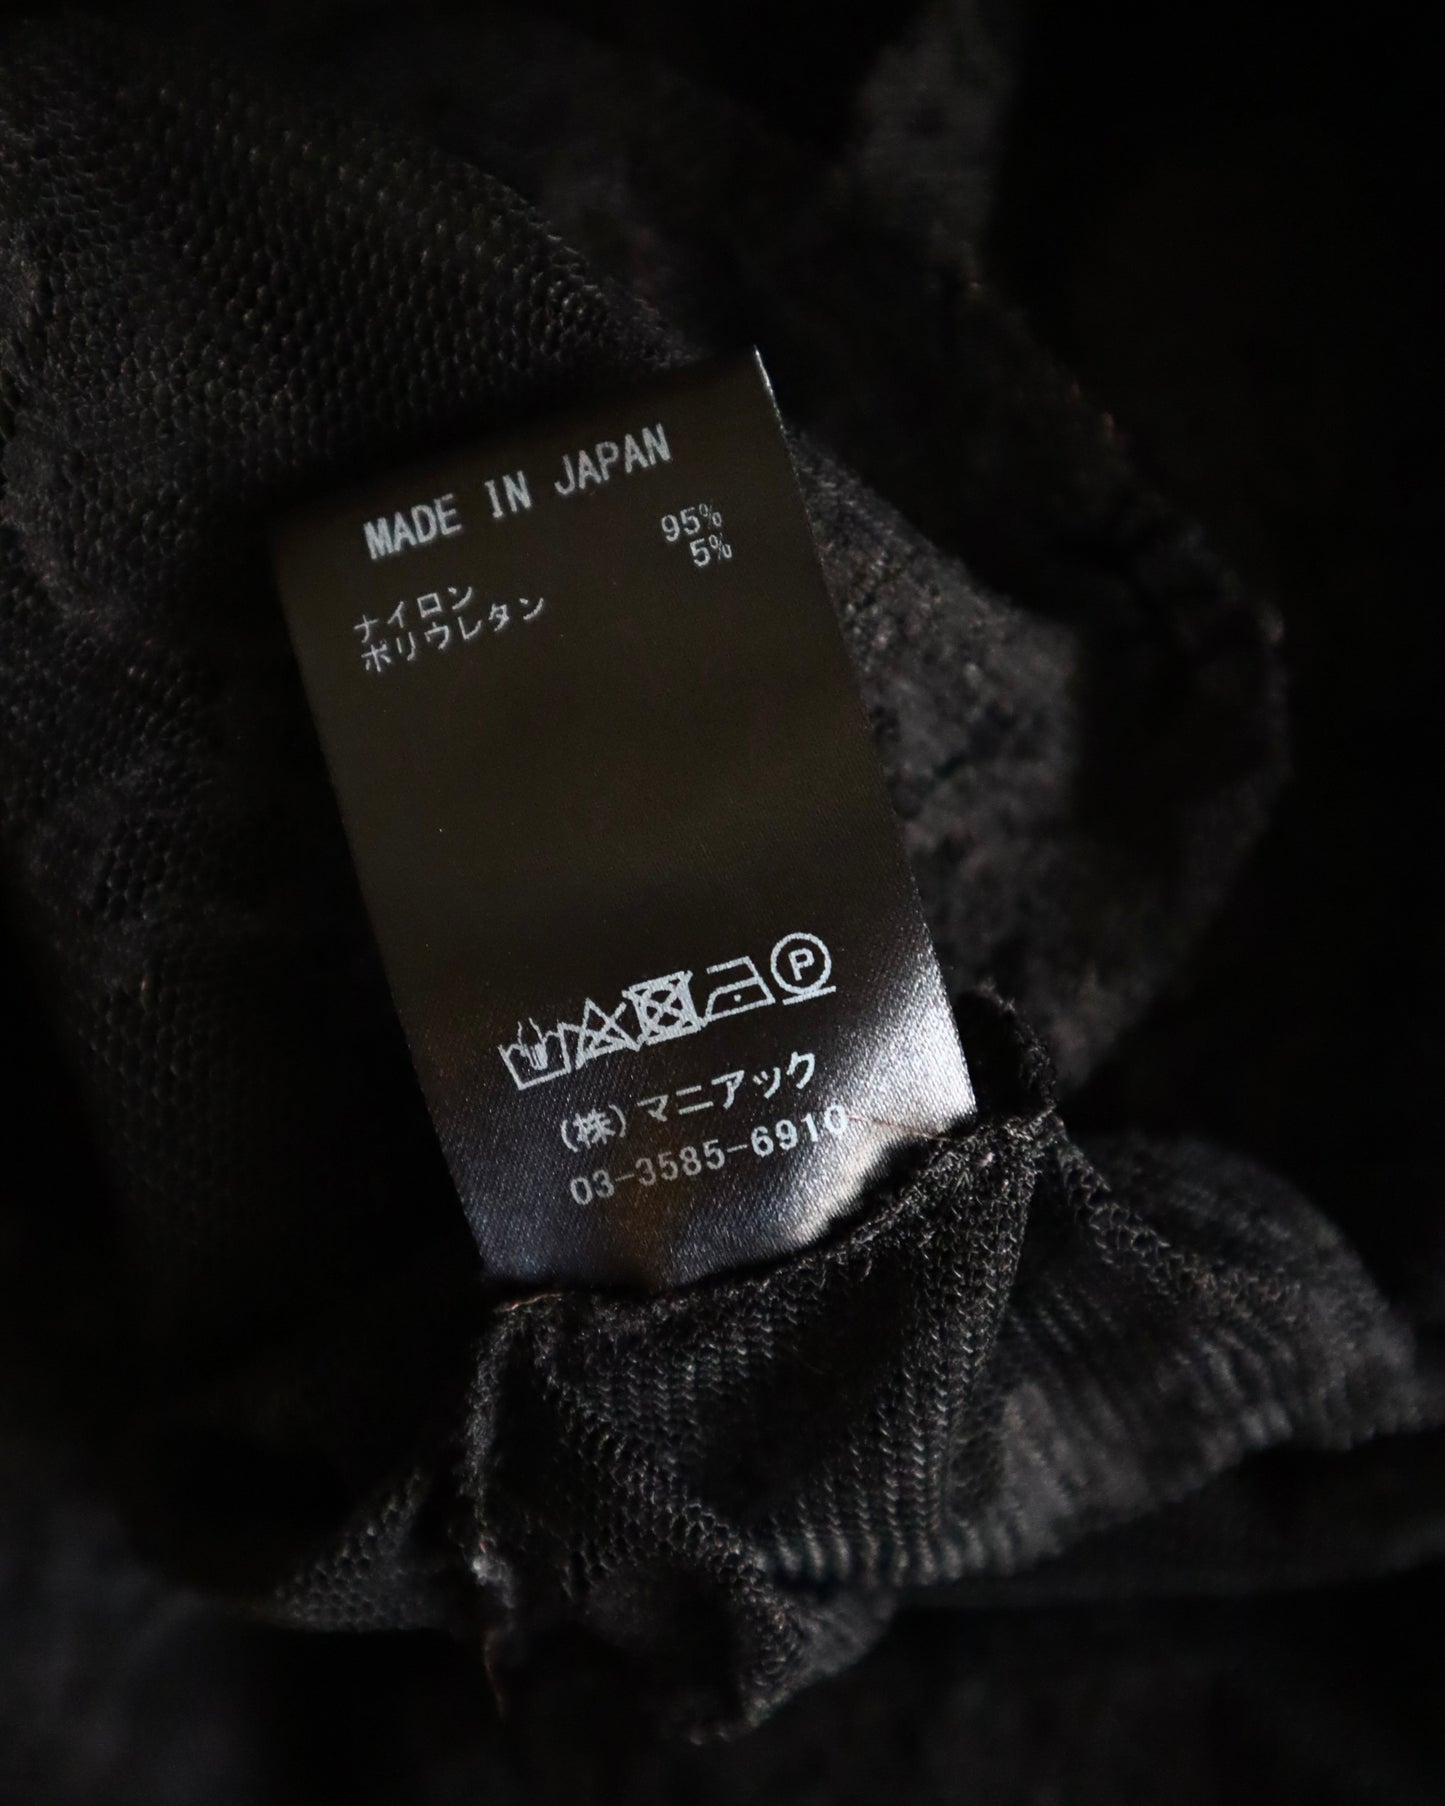 MADE IN JAPAN
ナイロン 95%
ポリウレタン 5%
P
(株)マニアック
03-3585-6910